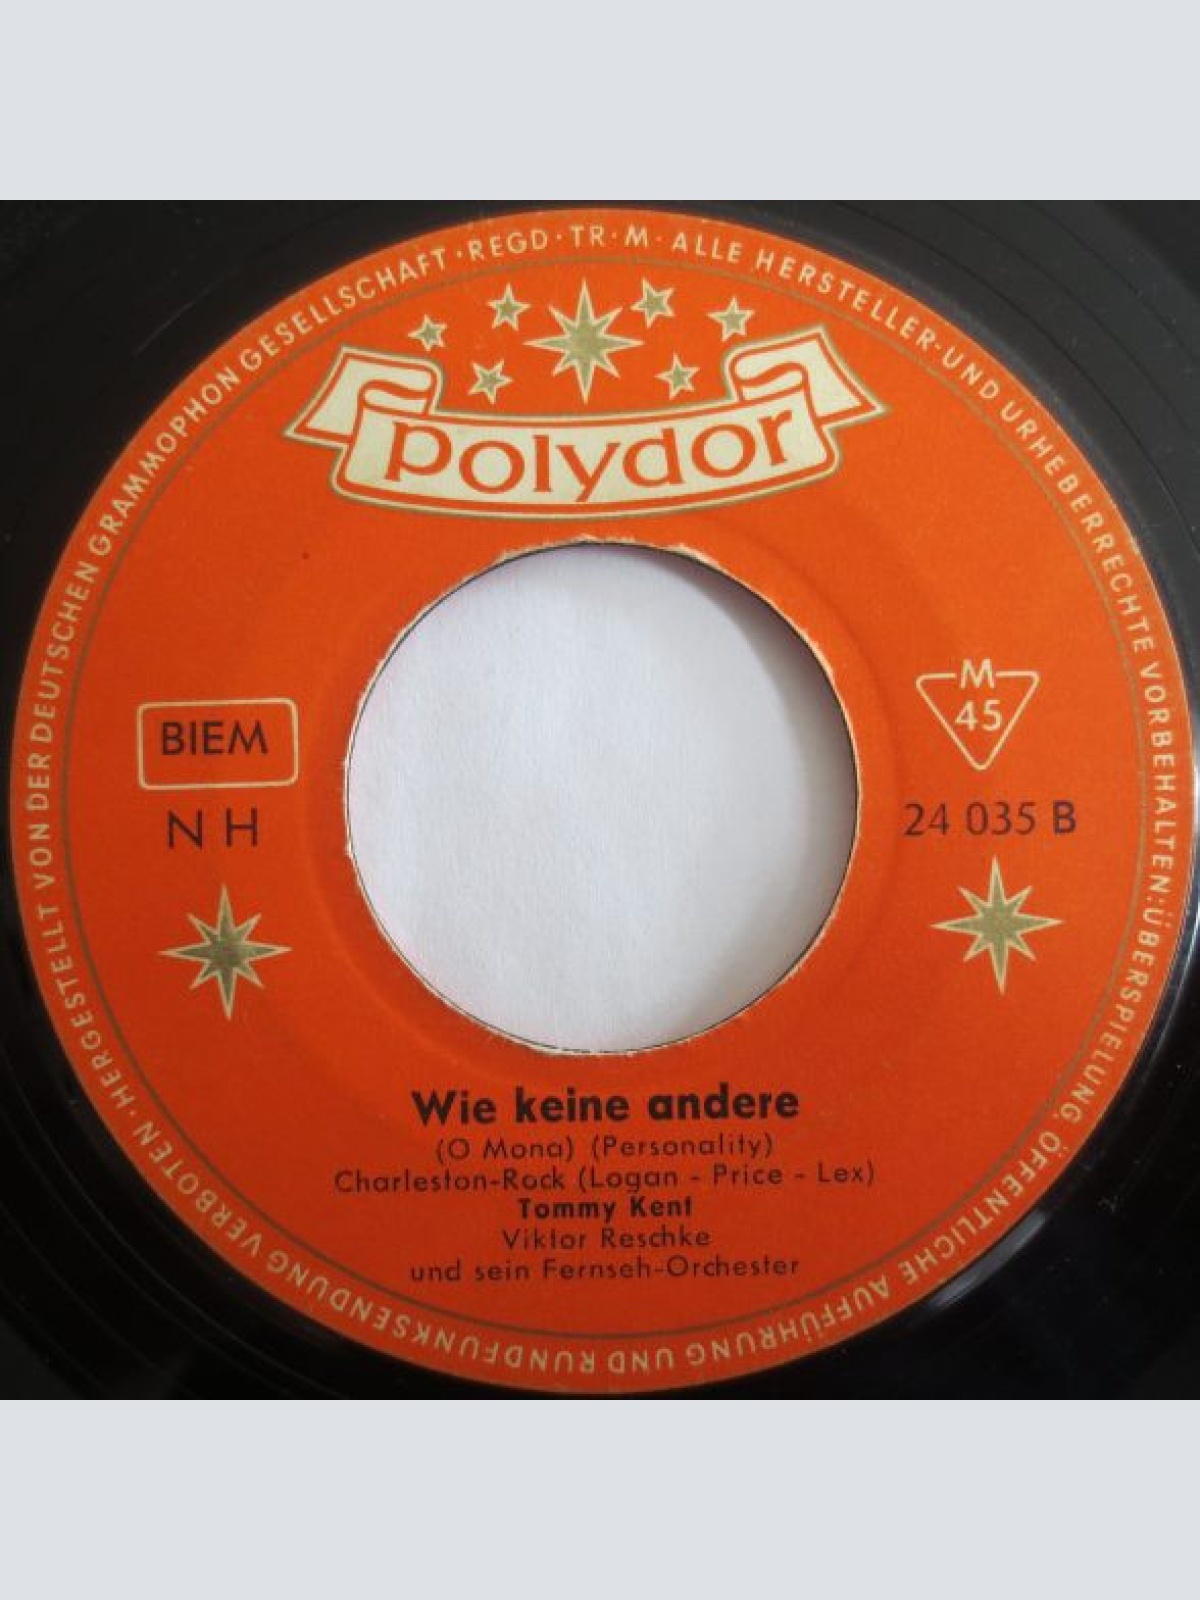 HERGESTELLT VON DER DEUTSCHEN GRAMMOPHON GESELLSCHAFT · REGD · TR · M · ALLE HERSTELLER- UND URHEBERRECHTE VORBEHALTEN: ÜBERSPIELUNG, ÖFFENTLICHE AUFFÜHRUNG UND RUNDFUNKSENDUNG VERBOTEN ·
polydor
BIEM
N H
M
45
24 035 B
Wie keine andere
(O Mona) (Personality)
Charleston-Rock (Logan - Price - Lex)
Tommy Kent
Viktor Reschke
und sein Fernseh-Orchester